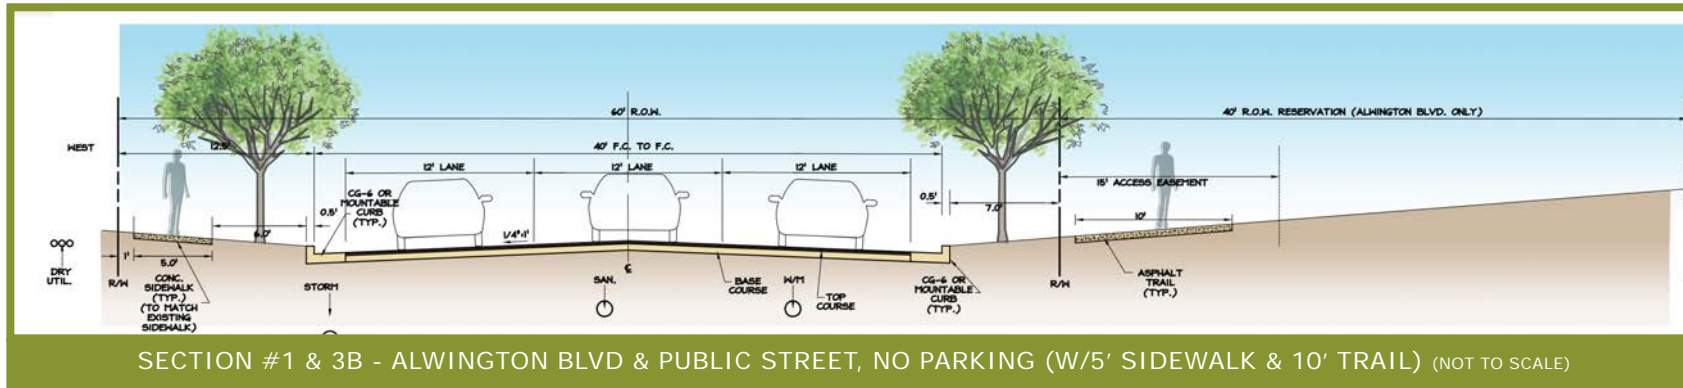 60' R.O.W.
40' R.O.W. RESERVATION (ALWINGTON BLVD. ONLY)
WEST
12.5'
40' F.C. TO F.C.
12' LANE
12' LANE
12' LANE
15' ACCESS EASEMENT
CG-6 OR
MOUNTABLE
CURB
(TYP.)
0.5'
0.5'
7.0'
10'
6.0'
1/4":1'
DRY
UTIL.
1'
R/W
5.0'
CONC.
SIDEWALK
(TYP.)
(TO MATCH
EXISTING
SIDEWALK)
STORM
SAN.
℄
BASE
COURSE
W/M
TOP
COURSE
CG-6 OR
MOUNTABLE
CURB
(TYP.)
R/W
ASPHALT
TRAIL
(TYP.)
SECTION #1 & 3B - ALWINGTON BLVD & PUBLIC STREET, NO PARKING (W/5' SIDEWALK & 10' TRAIL) (NOT TO SCALE)